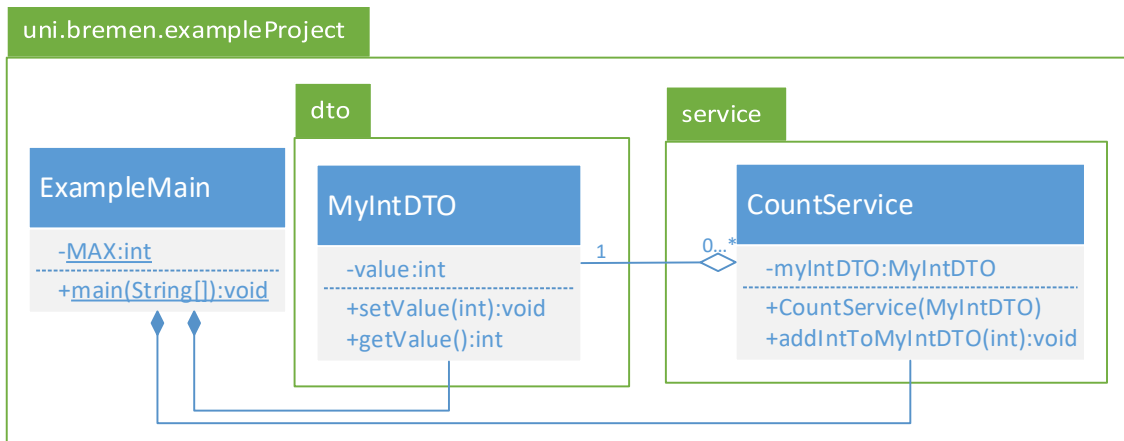 uni.bremen.exampleProject
dto
service
ExampleMain
-MAX:int
+main(String[]):void
MyIntDTO
-value:int
+setValue(int):void
+getValue():int
1
0...*
CountService
-myIntDTO:MyIntDTO
+CountService(MyIntDTO)
+addIntToMyIntDTO(int):void